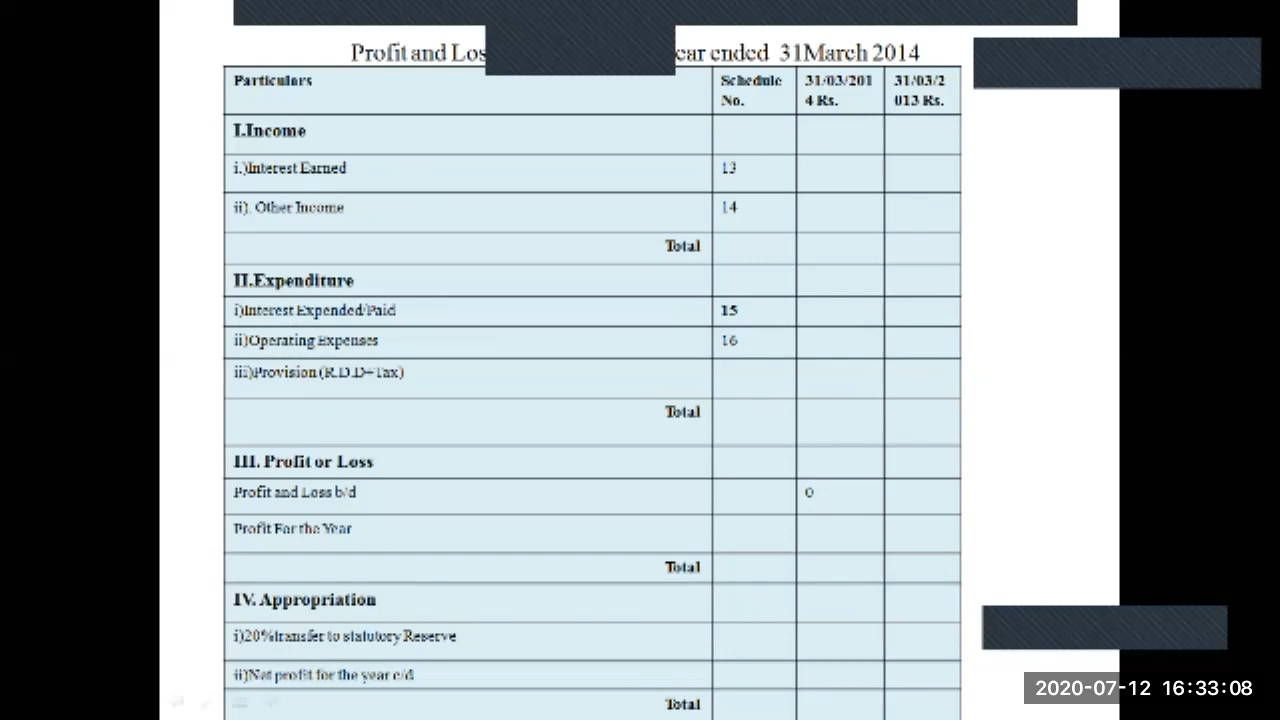 Profit and Los ear ended 31March 2014
Particulars Schedule No. 31/03/2014 Rs. 31/03/2013 Rs.
I.Income
i.)Interest Earned 13
ii). Other Income 14
Total
II.Expenditure
i)Interest Expended/Paid 15
ii)Operating Expenses 16
iii)Provision (R.D.D+Tax)
Total
III. Profit or Loss
Profit and Loss b/d 0
Profit For the Year
Total
IV. Appropriation
i)20%transfer to statutory Reserve
ii)Net profit for the year c/d
Total
2020-07-12 16:33:08